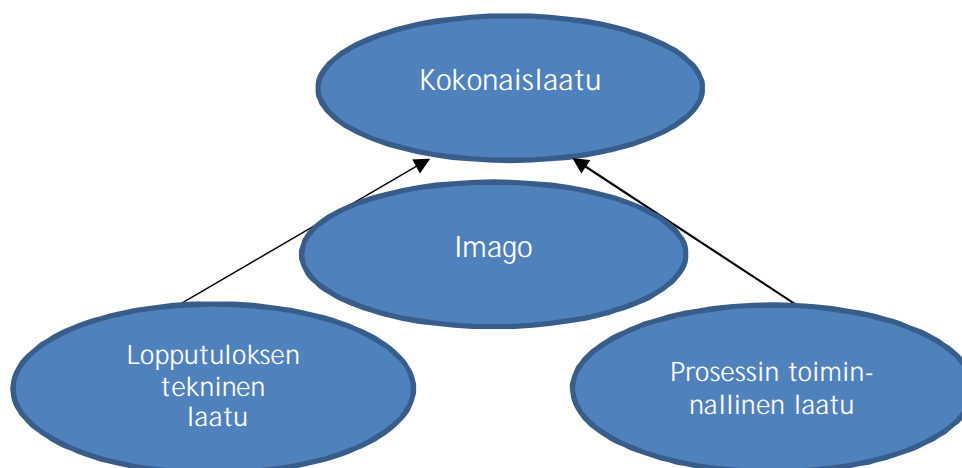 Kokonaislaatu
Imago
Lopputuloksen
tekninen
laatu
Prosessin toimin-
nallinen laatu